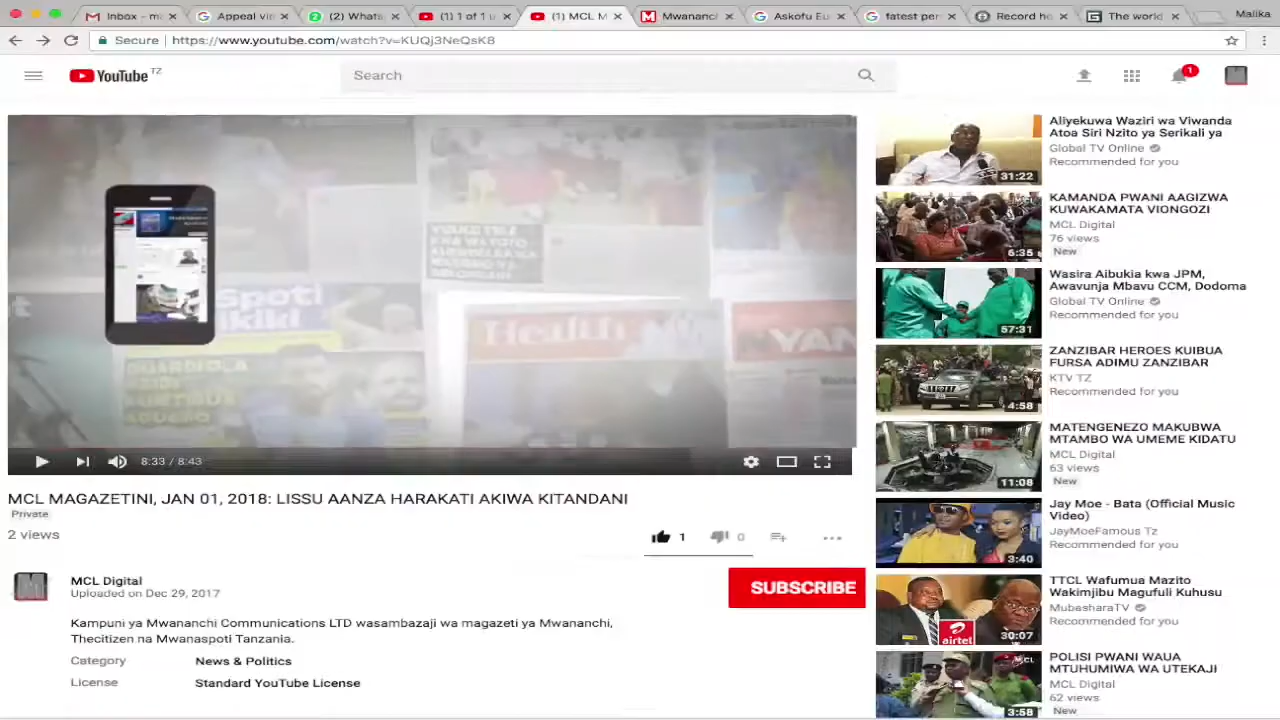 Inbox - ma
Appeal vie
(2) Whats
(1) 1 of 1 u
(1) MCL M
Mwananci
Askofu Eu
fatest per
Record ho
The world
Malika
Secure
https://www.youtube.com/watch?v=KUQj3NeQsK8
YouTube TZ
Search
1
Spoti
Health
YAN
8:33 / 8:43
MCL MAGAZETINI, JAN 01, 2018: LISSU AANZA HARAKATI AKIWA KITANDANI
Private
2 views
1
0
MCL Digital
Uploaded on Dec 29, 2017
SUBSCRIBE
Kampuni ya Mwananchi Communications LTD wasambazaji wa magazeti ya Mwananchi,
Thecitizen na Mwanaspoti Tanzania.
Category News & Politics
License Standard YouTube License
31:22
Aliyekuwa Waziri wa Viwanda
Atoa Siri Nzito ya Serikali ya
Global TV Online
Recommended for you
6:35
KAMANDA PWANI AAGIZWA
KUWAKAMATA VIONGOZI
MCL Digital
76 views
New
57:31
Wasira Aibukia kwa JPM,
Awavunja Mbavu CCM, Dodoma
Global TV Online
Recommended for you
4:58
ZANZIBAR HEROES KUIBUA
FURSA ADIMU ZANZIBAR
KTV TZ
Recommended for you
11:08
MATENGENEZO MAKUBWA
MTAMBO WA UMEME KIDATU
MCL Digital
63 views
New
3:40
Jay Moe - Bata (Official Music
Video)
JayMoeFamous Tz
Recommended for you
airtel
30:07
TTCL Wafumua Mazito
Wakimjibu Magufuli Kuhusu
MubasharaTV
Recommended for you
MCL
3:58
POLISI PWANI WAUA
MTUHUMIWA WA UTEKAJI
MCL Digital
62 views
New